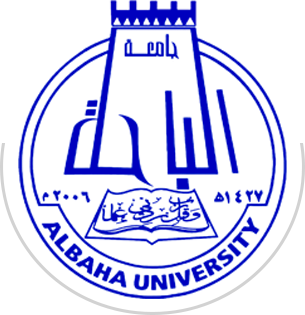 جامعة
الباحة
١٤٢٧هـ
٢٠٠٦م
وقل رب زدني علما
ALBAHA UNIVERSITY